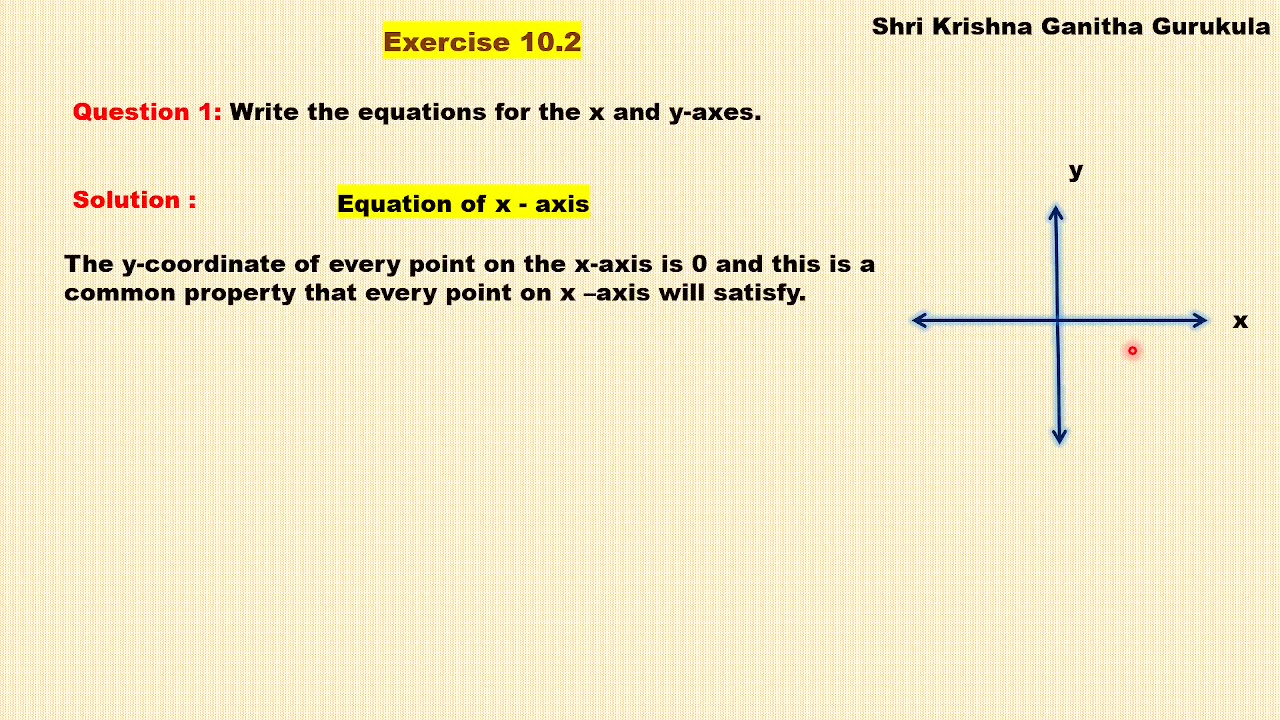 Shri Krishna Ganitha Gurukula
Exercise 10.2
Question 1: Write the equations for the x and y-axes.
y
Solution :
Equation of x - axis
The y-coordinate of every point on the x-axis is 0 and this is a
common property that every point on x –axis will satisfy.
x